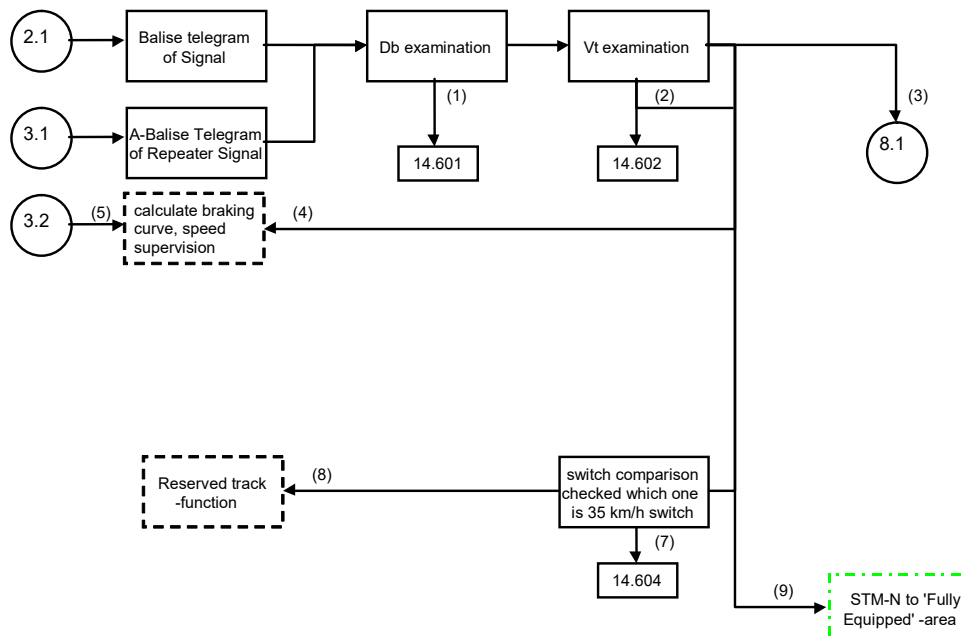 2.1
Balise telegram
of Signal
Db examination
Vt examination
(1)
(2)
(3)
3.1
A-Balise Telegram
of Repeater Signal
14.601
14.602
8.1
3.2
(5)
calculate braking
curve, speed
supervision
(4)
Reserved track
-function
(8)
switch comparison
checked which one
is 35 km/h switch
(7)
14.604
(9)
STM-N to 'Fully
Equipped' -area